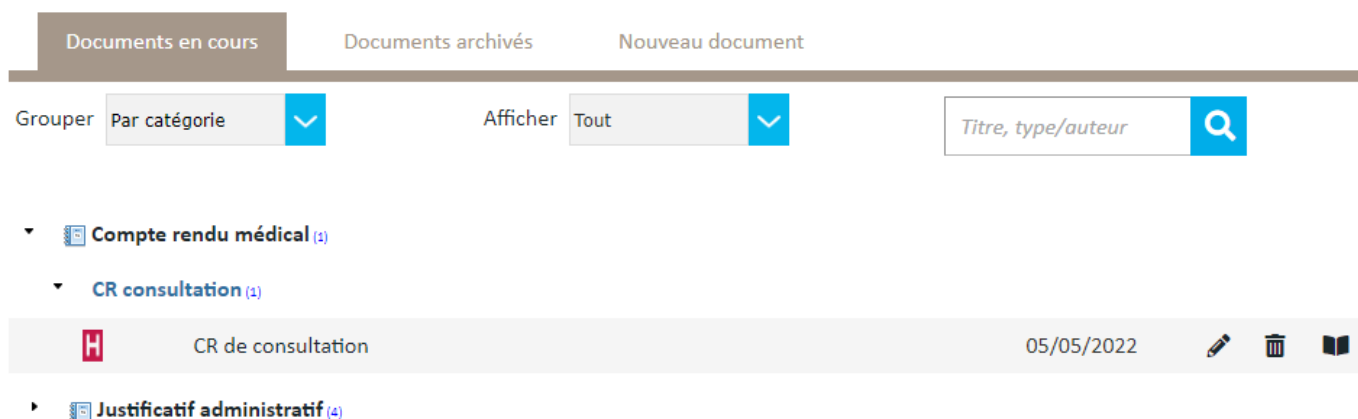 Documents en cours Documents archivés Nouveau document
Grouper Par catégorie Afficher Tout Titre, type/auteur
Compte rendu médical (1)
CR consultation (1)
H CR de consultation 05/05/2022
Justificatif administratif (4)